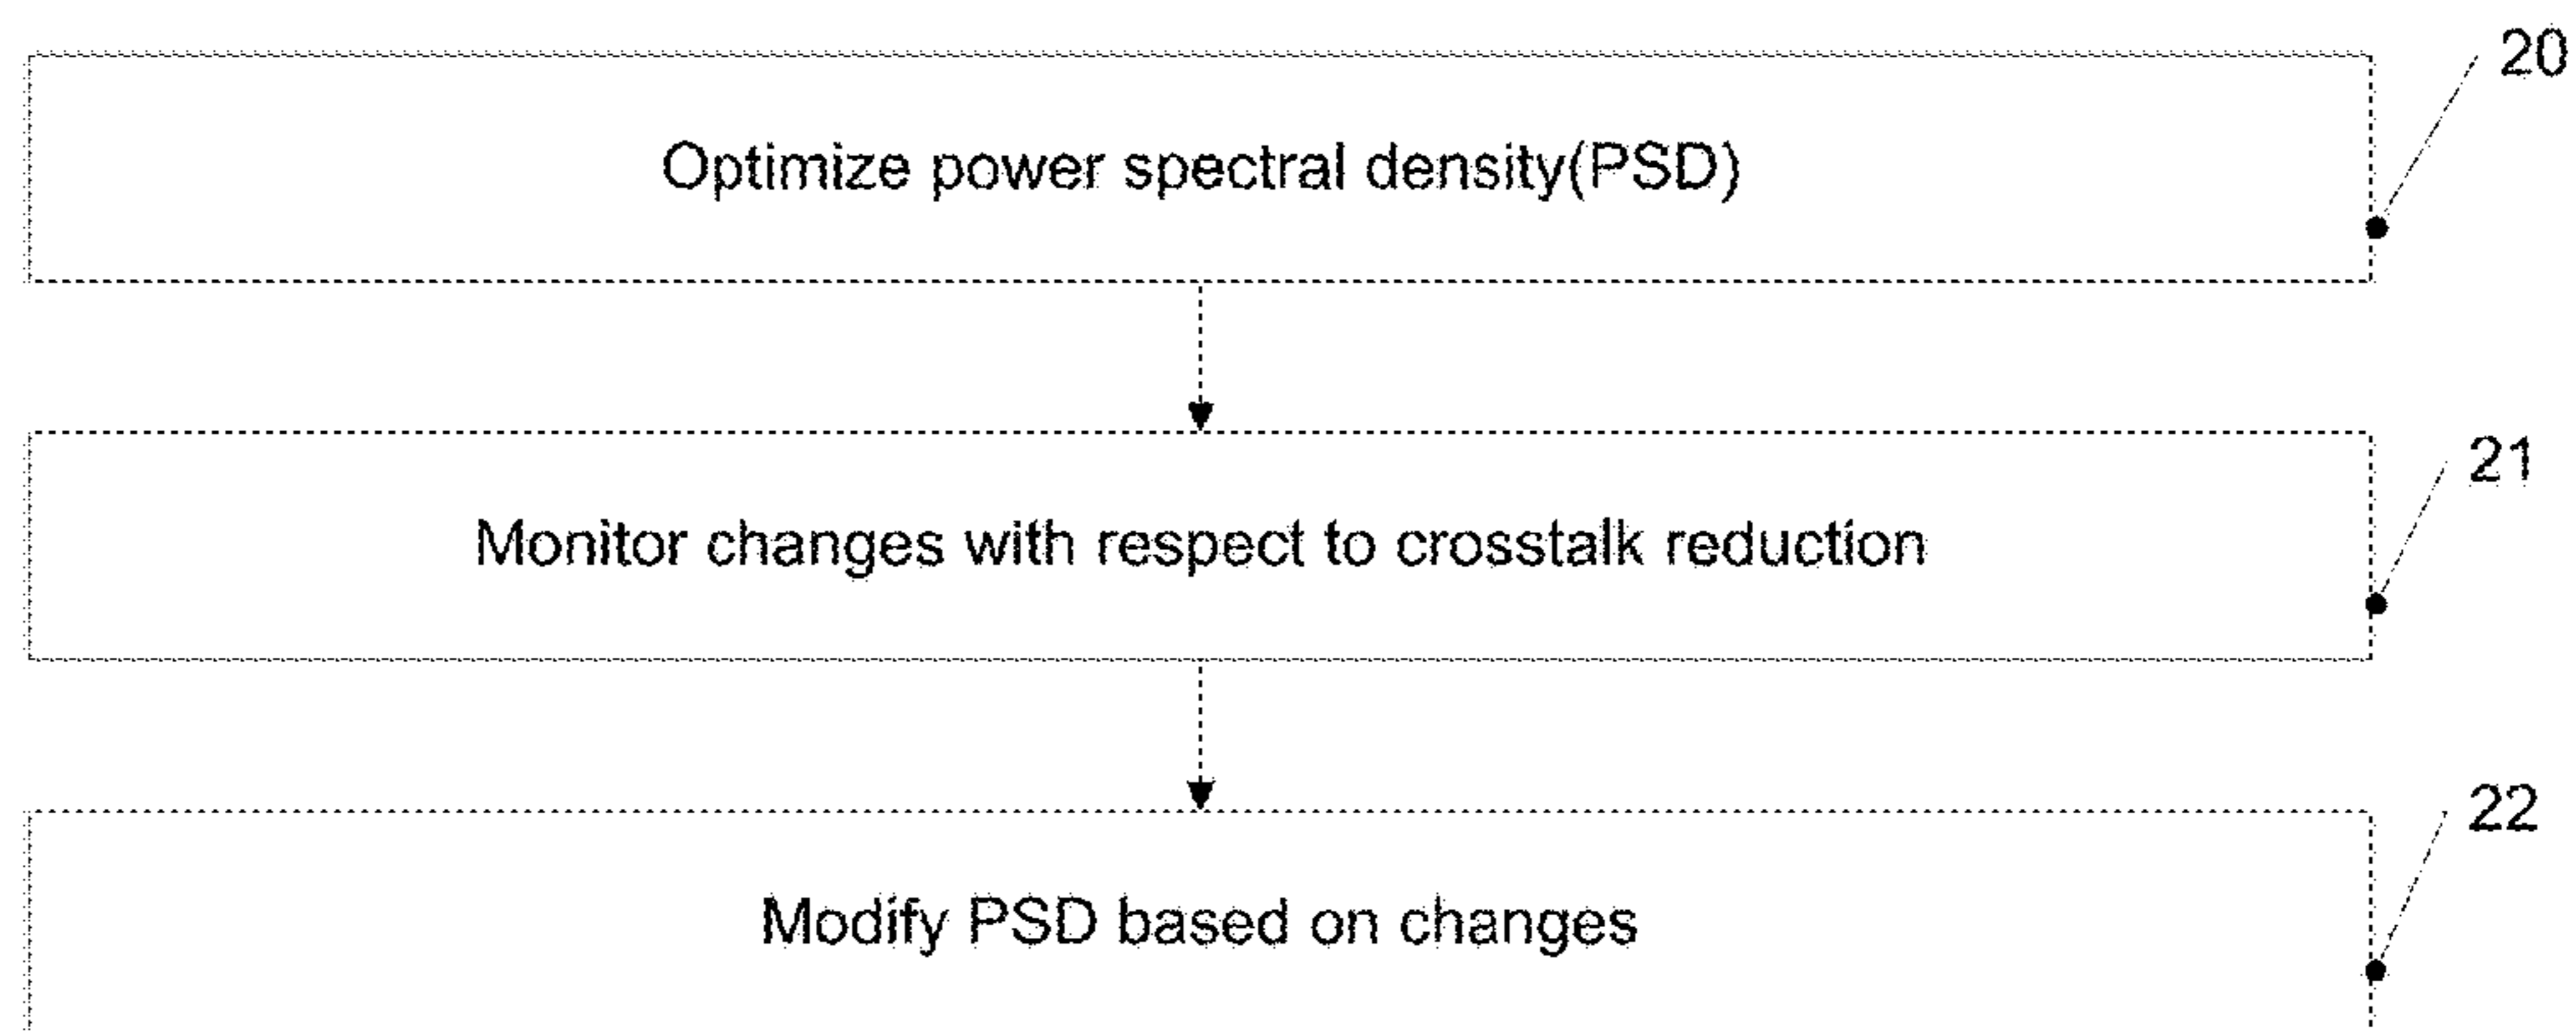 20
Optimize power spectral density(PSD)
21
Monitor changes with respect to crosstalk reduction
22
Modify PSD based on changes